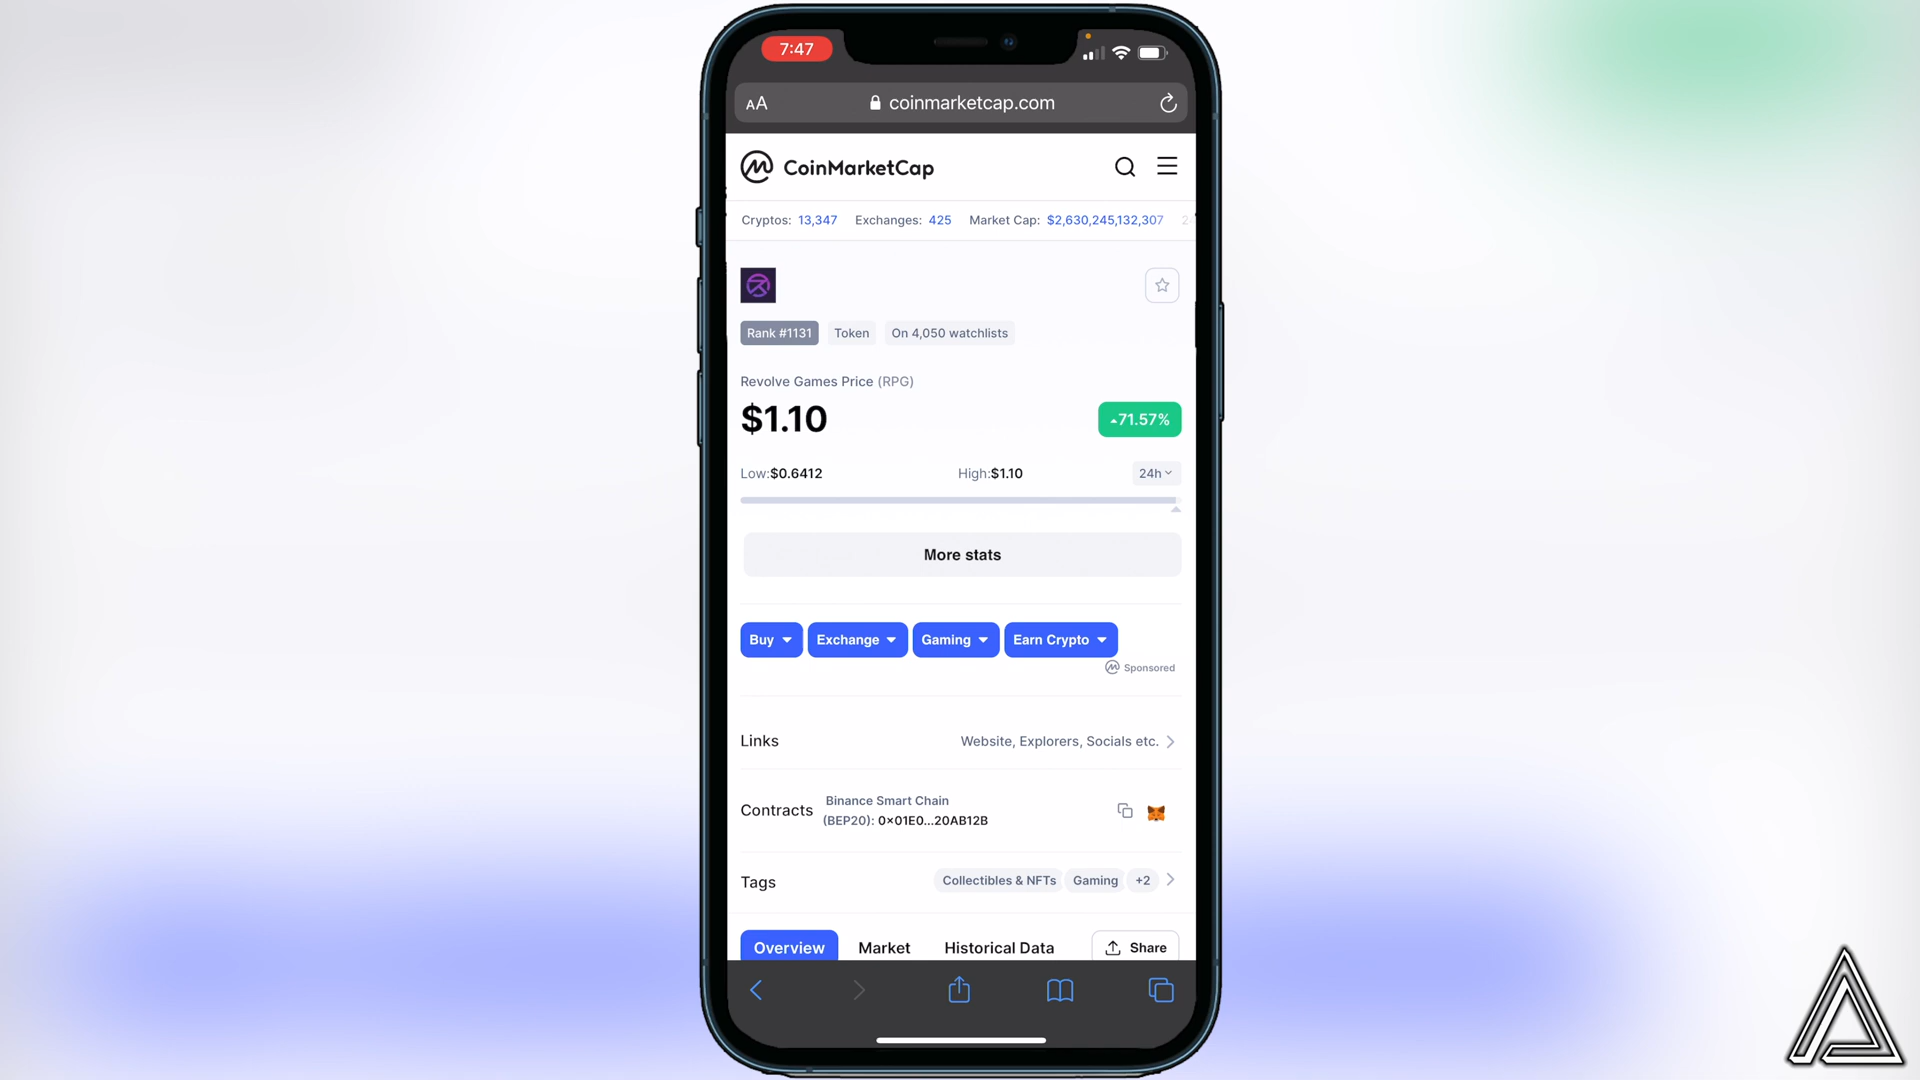 7:47
AA coinmarketcap.com
CoinMarketCap
Cryptos: 13,347 Exchanges: 425 Market Cap: $2,630,245,132,307
Rank #1131 Token On 4,050 watchlists
Revolve Games Price (RPG)
$1.10 71.57%
Low:$0.6412 High:$1.10 24h
More stats
Buy Exchange Gaming Earn Crypto
Sponsored
Links Website, Explorers, Socials etc.
Contracts Binance Smart Chain
(BEP20): 0x01E0...20AB12B
Tags Collectibles & NFTs Gaming +2
Overview Market Historical Data Share